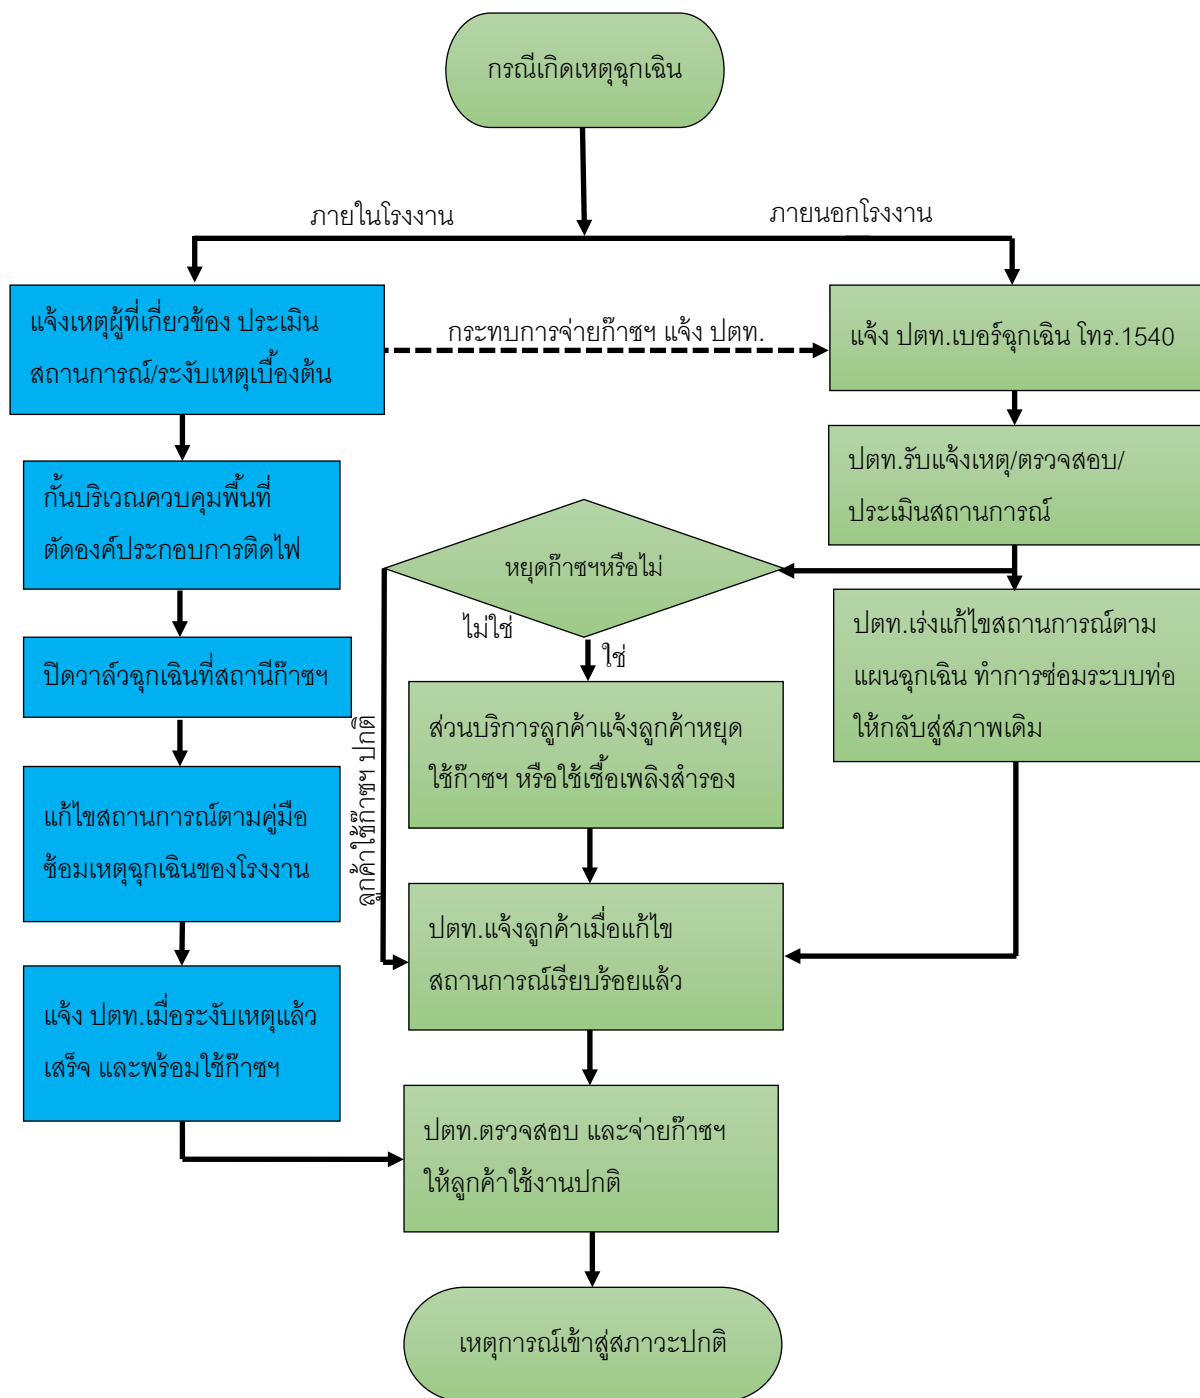 กรณีเกิดเหตุฉุกเฉิน
ภายในโรงงาน
ภายนอกโรงงาน
แจ้งเหตุผู้ที่เกี่ยวข้อง ประเมิน
สถานการณ์/ระงับเหตุเบื้องต้น
กระทบการจ่ายก๊าซฯ แจ้ง ปตท.
แจ้ง ปตท.เบอร์ฉุกเฉิน โทร.1540
กั้นบริเวณควบคุมพื้นที่
ตัดองค์ประกอบการติดไฟ
ปตท.รับแจ้งเหตุ/ตรวจสอบ/
ประเมินสถานการณ์
หยุดก๊าซฯหรือไม่
ไม่ใช่
ใช่
ปิดวาล์วฉุกเฉินที่สถานีก๊าซฯ
ลูกค้าใช้ก๊าซฯ ปกติ
ส่วนบริการลูกค้าแจ้งลูกค้าหยุด
ใช้ก๊าซฯ หรือใช้เชื้อเพลิงสำรอง
ปตท.เร่งแก้ไขสถานการณ์ตาม
แผนฉุกเฉิน ทำการซ่อมระบบท่อ
ให้กลับสู่สภาพเดิม
แก้ไขสถานการณ์ตามคู่มือ
ซ้อมเหตุฉุกเฉินของโรงงาน
ปตท.แจ้งลูกค้าเมื่อแก้ไข
สถานการณ์เรียบร้อยแล้ว
แจ้ง ปตท.เมื่อระงับเหตุแล้ว
เสร็จ และพร้อมใช้ก๊าซฯ
ปตท.ตรวจสอบ และจ่ายก๊าซฯ
ให้ลูกค้าใช้งานปกติ
เหตุการณ์เข้าสู่สภาวะปกติ